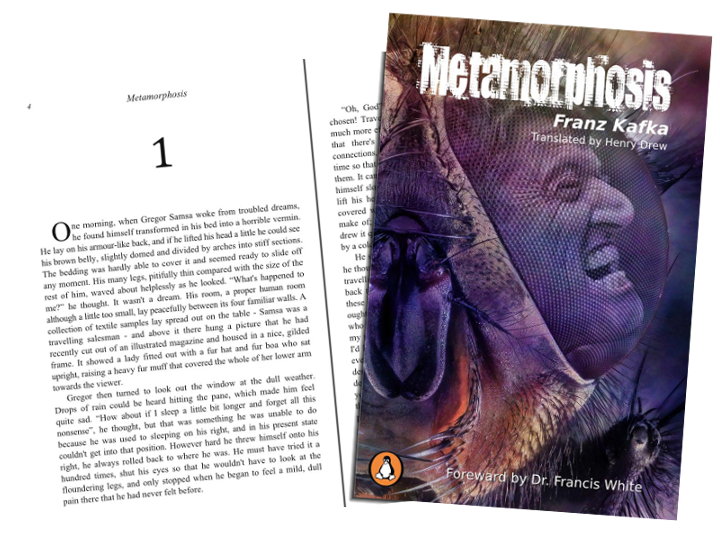 4
Metamorphosis
1
One morning, when Gregor Samsa woke from troubled dreams,
he found himself transformed in his bed into a horrible vermin.
He lay on his armour-like back, and if he lifted his head a little he could see
his brown belly, slightly domed and divided by arches into stiff sections.
The bedding was hardly able to cover it and seemed ready to slide off
any moment. His many legs, pitifully thin compared with the size of the
rest of him, waved about helplessly as he looked. “What's happened to
me?” he thought. It wasn't a dream. His room, a proper human room
although a little too small, lay peacefully between its four familiar walls. A
collection of textile samples lay spread out on the table - Samsa was a
travelling salesman - and above it there hung a picture that he had
recently cut out of an illustrated magazine and housed in a nice, gilded
frame. It showed a lady fitted out with a fur hat and fur boa who sat
upright, raising a heavy fur muff that covered the whole of her lower arm
towards the viewer.
Gregor then turned to look out the window at the dull weather.
Drops of rain could be heard hitting the pane, which made him feel
quite sad. “How about if I sleep a little bit longer and forget all this
nonsense”, he thought, but that was something he was unable to do
because he was used to sleeping on his right, and in his present state
couldn't get into that position. However hard he threw himself onto his
right, he always rolled back to where he was. He must have tried it a
hundred times, shut his eyes so that he wouldn't have to look at the
floundering legs, and only stopped when he began to feel a mild, dull
pain there that he had never felt before.
“Oh, God
chosen!
much more
that there's
connections,
time so that
them. It can
himself
lift his
covered
make of
drew it
by a
He
he
back
these
my
I'd
Metamorphosis
Franz Kafka
Translated by Henry Drew
Foreward by Dr. Francis White